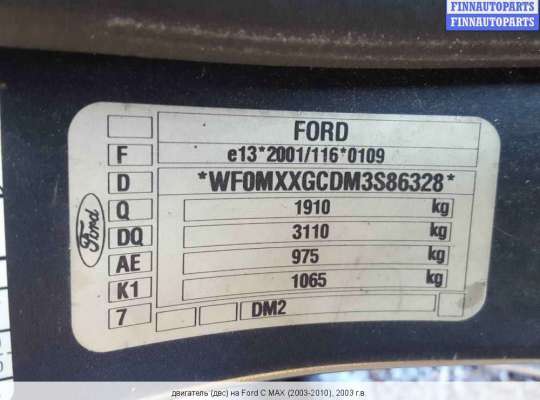 FINNAUTOPARTS
FINNAUTOPARTS
FORD
F e13*2001/116*0109
D *WF0MXXGCDM3S86328*
Q 1910 kg
DQ 3110 kg
AE 975 kg
K1 1065 kg
7 DM2
Ford
двигатель (двс) на Ford C MAX (2003-2010), 2003 г.в.